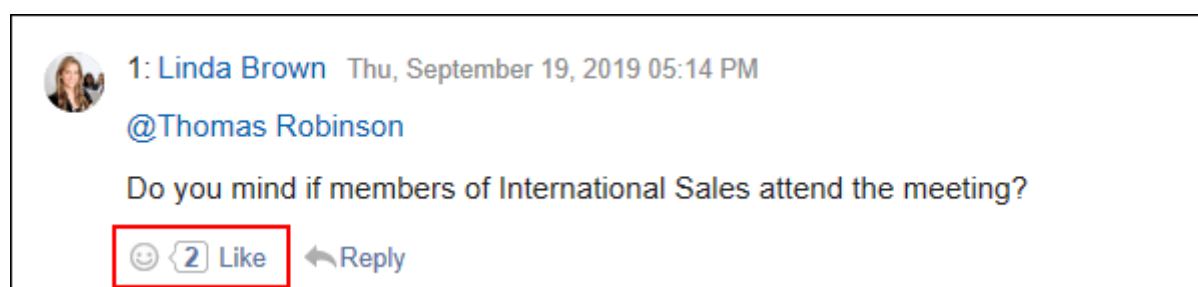 1: Linda Brown Thu, September 19, 2019 05:14 PM
@Thomas Robinson
Do you mind if members of International Sales attend the meeting?
2 Like Reply